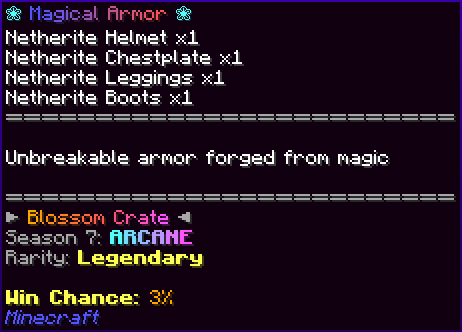 ❀ Magical Armor ❀
Netherite Helmet x1
Netherite Chestplate x1
Netherite Leggings x1
Netherite Boots x1
============================
Unbreakable armor forged from magic
============================
► Blossom Crate ◄
Season 7: ARCANE
Rarity: Legendary
Win Chance: 3%
Minecraft